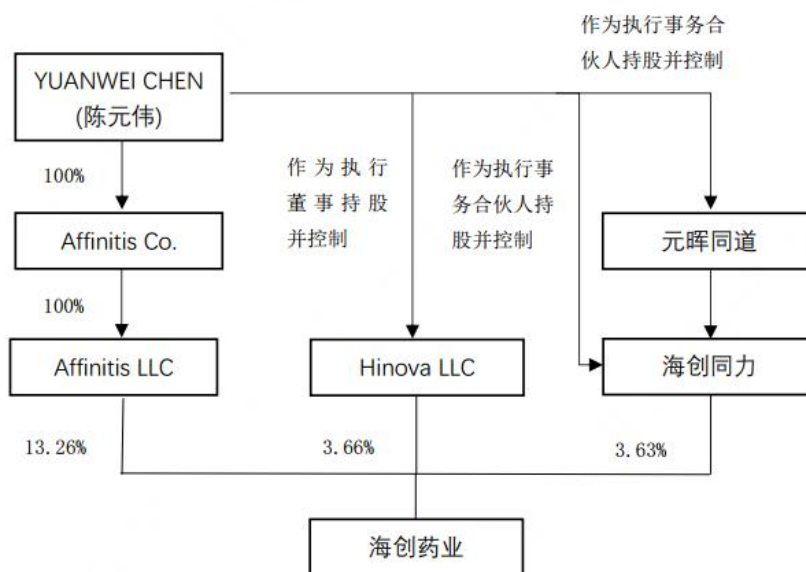 作为执行事务合
伙人持股并控制
YUANWEI CHEN
(陈元伟)
100%
作为执行
董事持股
并控制
作为执行事
务合伙人持
股并控制
Affinitis Co.
元晖同道
100%
Affinitis LLC
Hinova LLC
海创同力
13.26%
3.66%
3.63%
海创药业